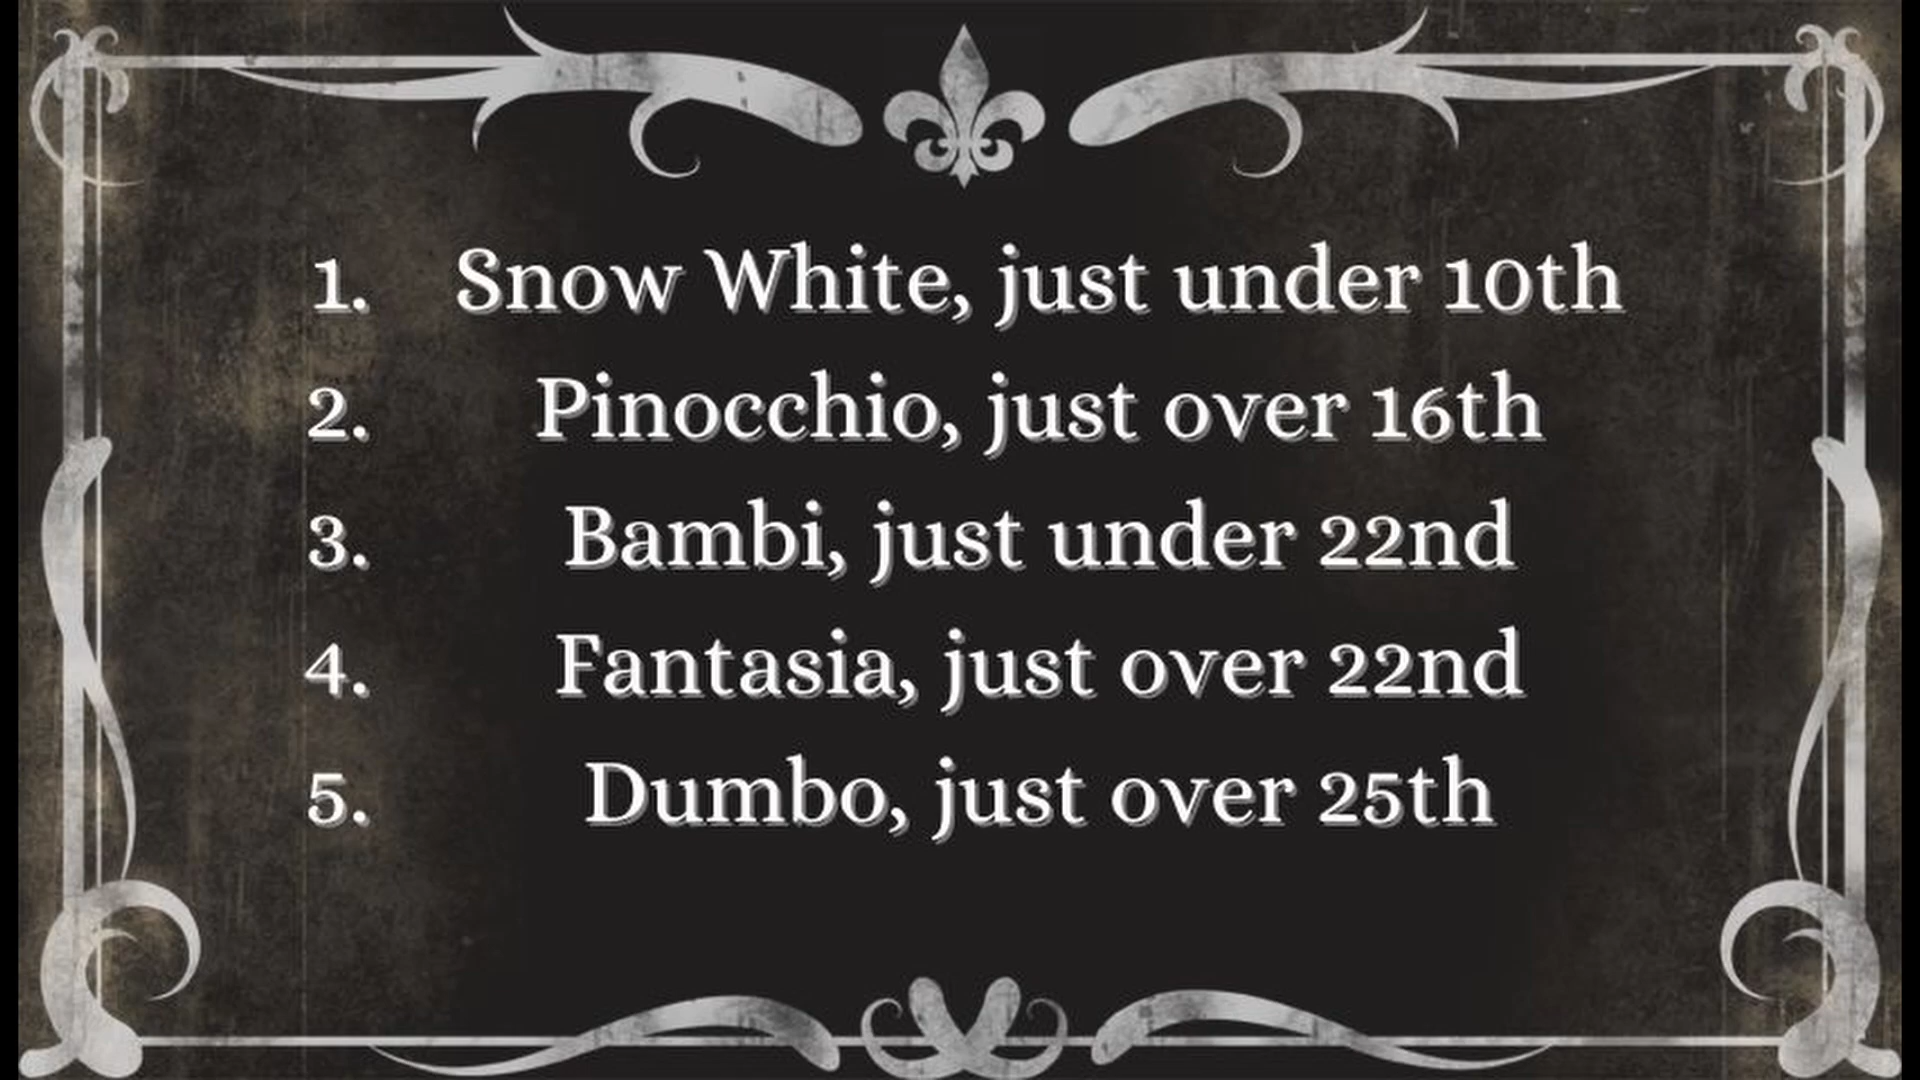 1. Snow White, just under 10th
2. Pinocchio, just over 16th
3. Bambi, just under 22nd
4. Fantasia, just over 22nd
5. Dumbo, just over 25th